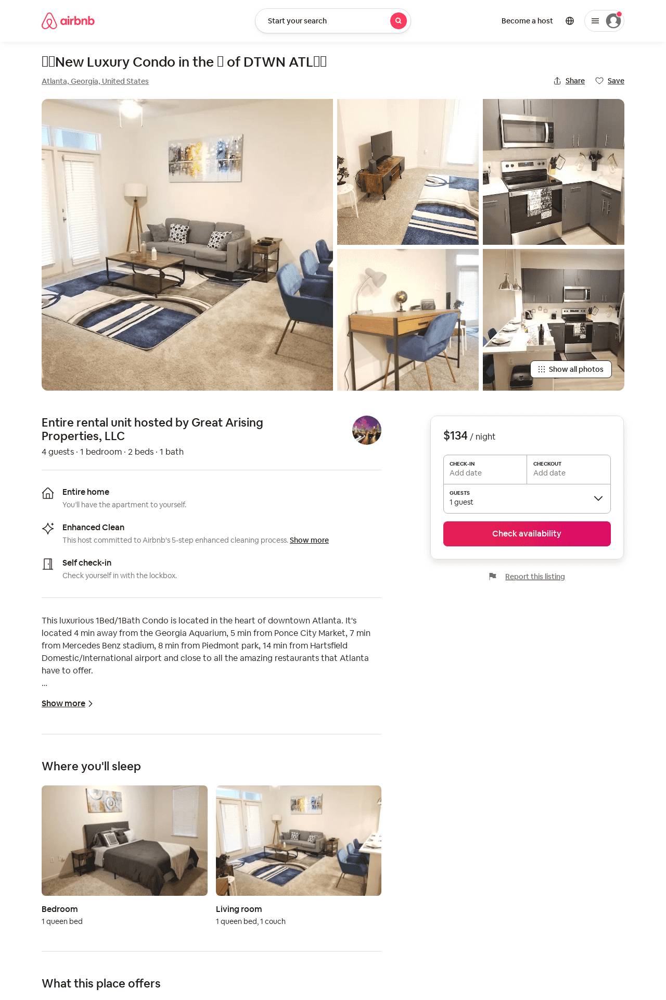 airbnb
Start your search
Become a host
New Luxury Condo in the of DTWN ATL
Atlanta, Georgia, United States
Share
Save
Show all photos
Entire rental unit hosted by Great Arising
Properties, LLC
4 guests · 1 bedroom · 2 beds · 1 bath
Entire home
You'll have the apartment to yourself.
Enhanced Clean
This host committed to Airbnb's 5-step enhanced cleaning process. Show more
Self check-in
Check yourself in with the lockbox.
$134 / night
CHECK-IN
Add date
CHECKOUT
Add date
GUESTS
1 guest
Check availability
Report this listing
This luxurious 1Bed/1Bath Condo is located in the heart of downtown Atlanta. It's
located 4 min away from the Georgia Aquarium, 5 min from Ponce City Market, 7 min
from Mercedes Benz stadium, 8 min from Piedmont park, 14 min from Hartsfield
Domestic/International airport and close to all the amazing restaurants that Atlanta
have to offer.
...
Show more
Where you'll sleep
Bedroom
1 queen bed
Living room
1 queen bed, 1 couch
What this place offers